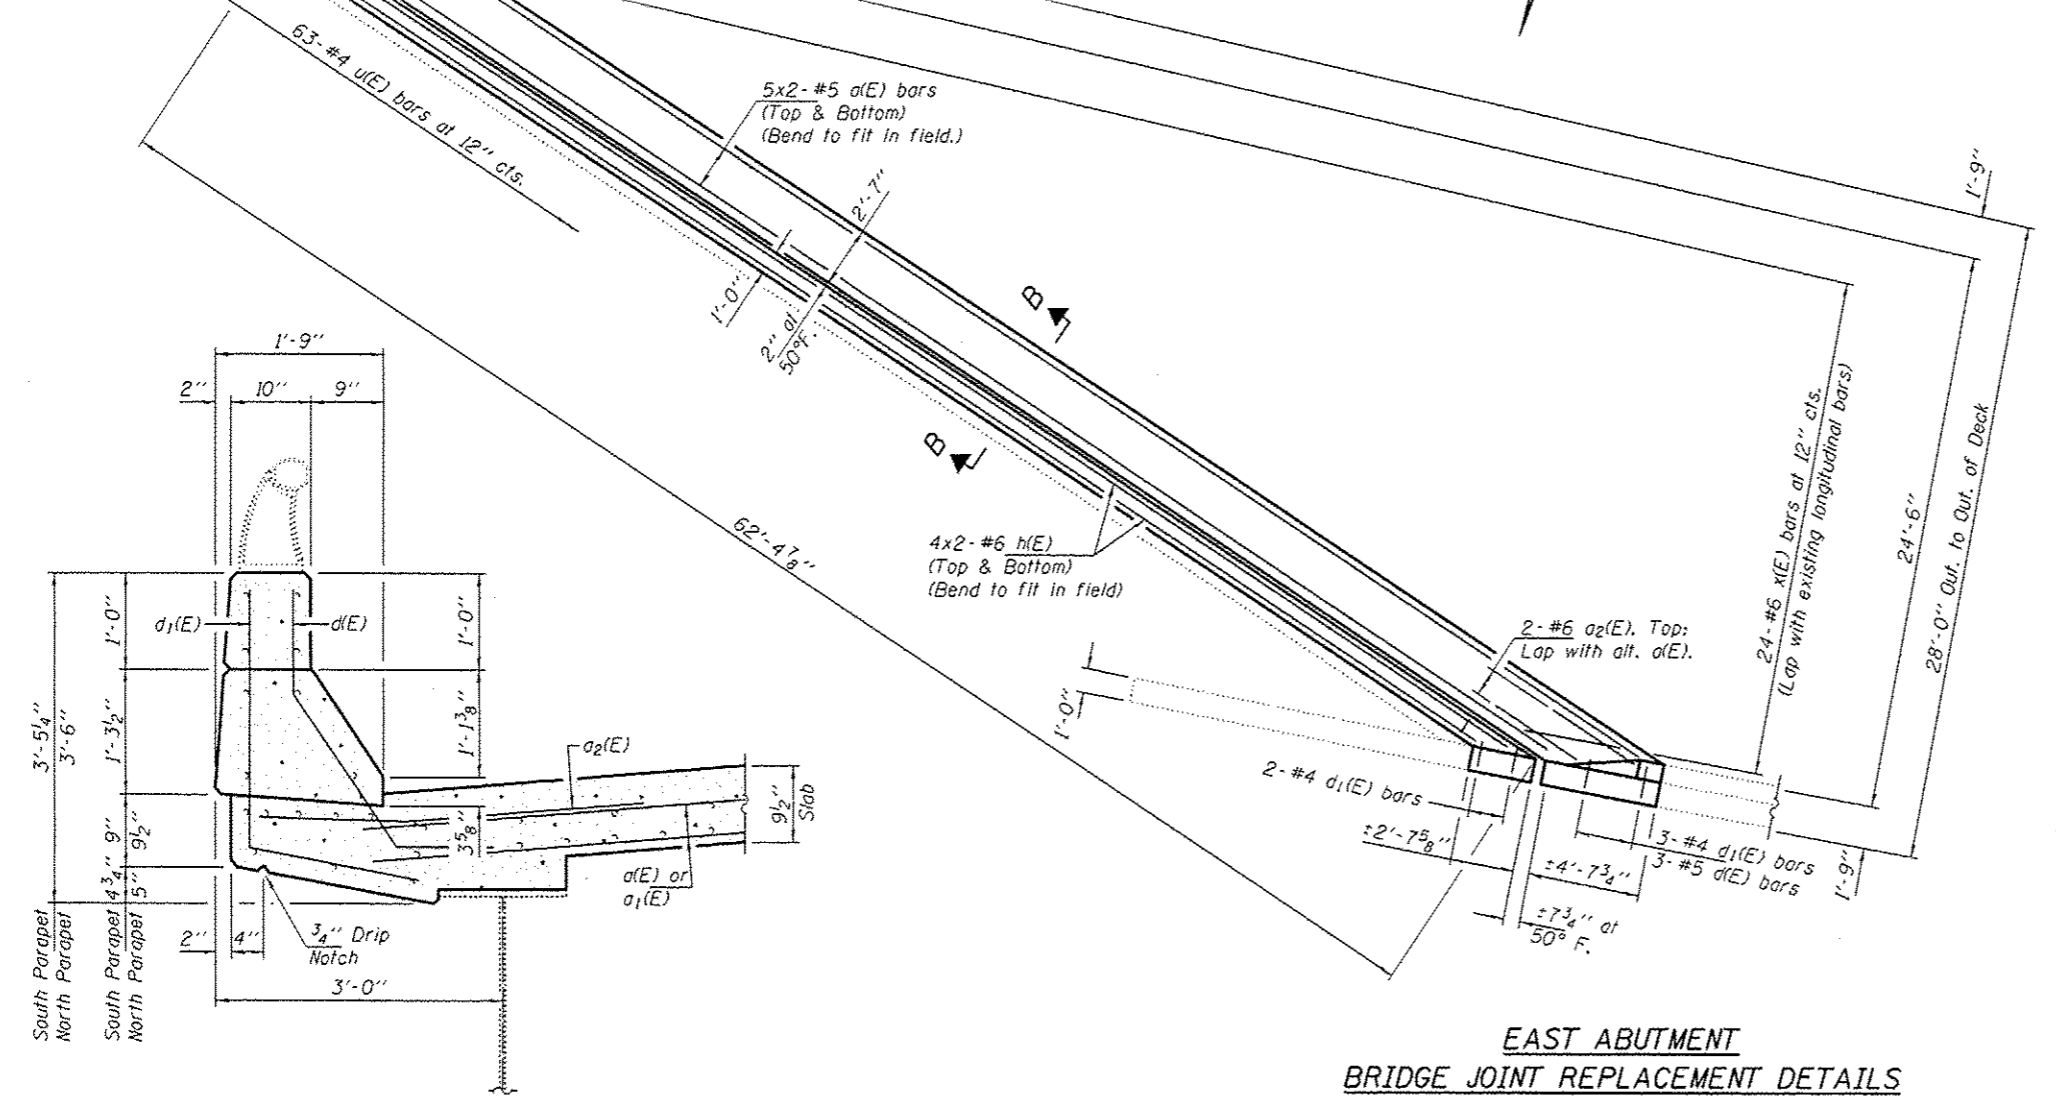 63-#4 u(E) bars at 12" cts.
5x2-#5 a(E) bars
(Top & Bottom)
(Bend to fit in field.)
2'-7"
1'-0"
2" at
50°F.
B
B
1'-9"
62'-4 7/8"
4x2-#6 h(E)
(Top & Bottom)
(Bend to fit in field)
24-#6 x(E) bars at 12" cts.
(Lap with existing longitudinal bars)
24'-6"
28'-0" Out. to Out. of Deck
2-#6 a2(E). Top:
Lap with alt. a(E).
1'-0"
2-#4 d1(E) bars
±2'-7 5/8"
±4'-7 3/4"
±7 3/4" at
50° F.
3-#4 d1(E) bars
3-#5 d(E) bars
1'-9"
1'-9"
2"
10"
9"
d1(E)
d(E)
1'-0"
1'-0"
1'-3 1/2"
1'-1 3/8"
3'-5 1/4"
3'-6"
a2(E)
3 5/8"
9 1/2"
Slab
a(E) or
a1(E)
3/4" Drip
Notch
2"
4"
3'-0"
South Parapet
North Parapet
South Parapet 4 3/4" 9"
North Parapet 5" 9 1/2"
EAST ABUTMENT
BRIDGE JOINT REPLACEMENT DETAILS